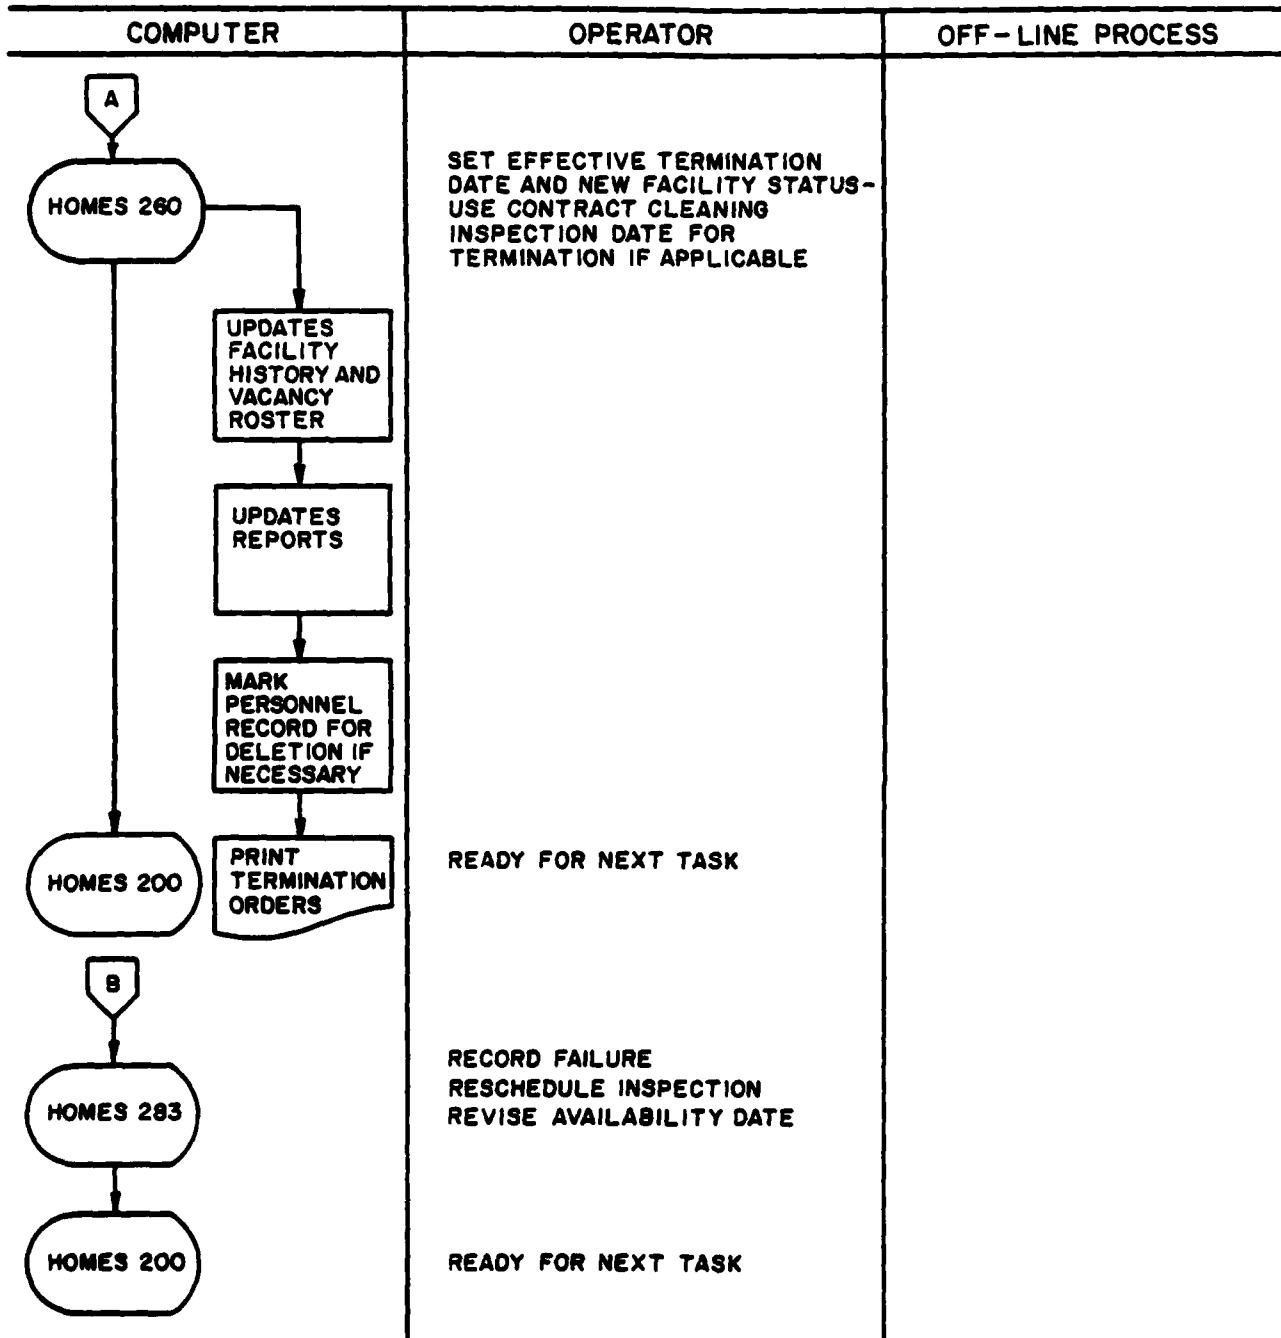 COMPUTER
OPERATOR
OFF-LINE PROCESS
A
HOMES 260
SET EFFECTIVE TERMINATION
DATE AND NEW FACILITY STATUS-
USE CONTRACT CLEANING
INSPECTION DATE FOR
TERMINATION IF APPLICABLE
UPDATES
FACILITY
HISTORY AND
VACANCY
ROSTER
UPDATES
REPORTS
MARK
PERSONNEL
RECORD FOR
DELETION IF
NECESSARY
HOMES 200
PRINT
TERMINATION
ORDERS
READY FOR NEXT TASK
B
HOMES 283
RECORD FAILURE
RESCHEDULE INSPECTION
REVISE AVAILABILITY DATE
HOMES 200
READY FOR NEXT TASK